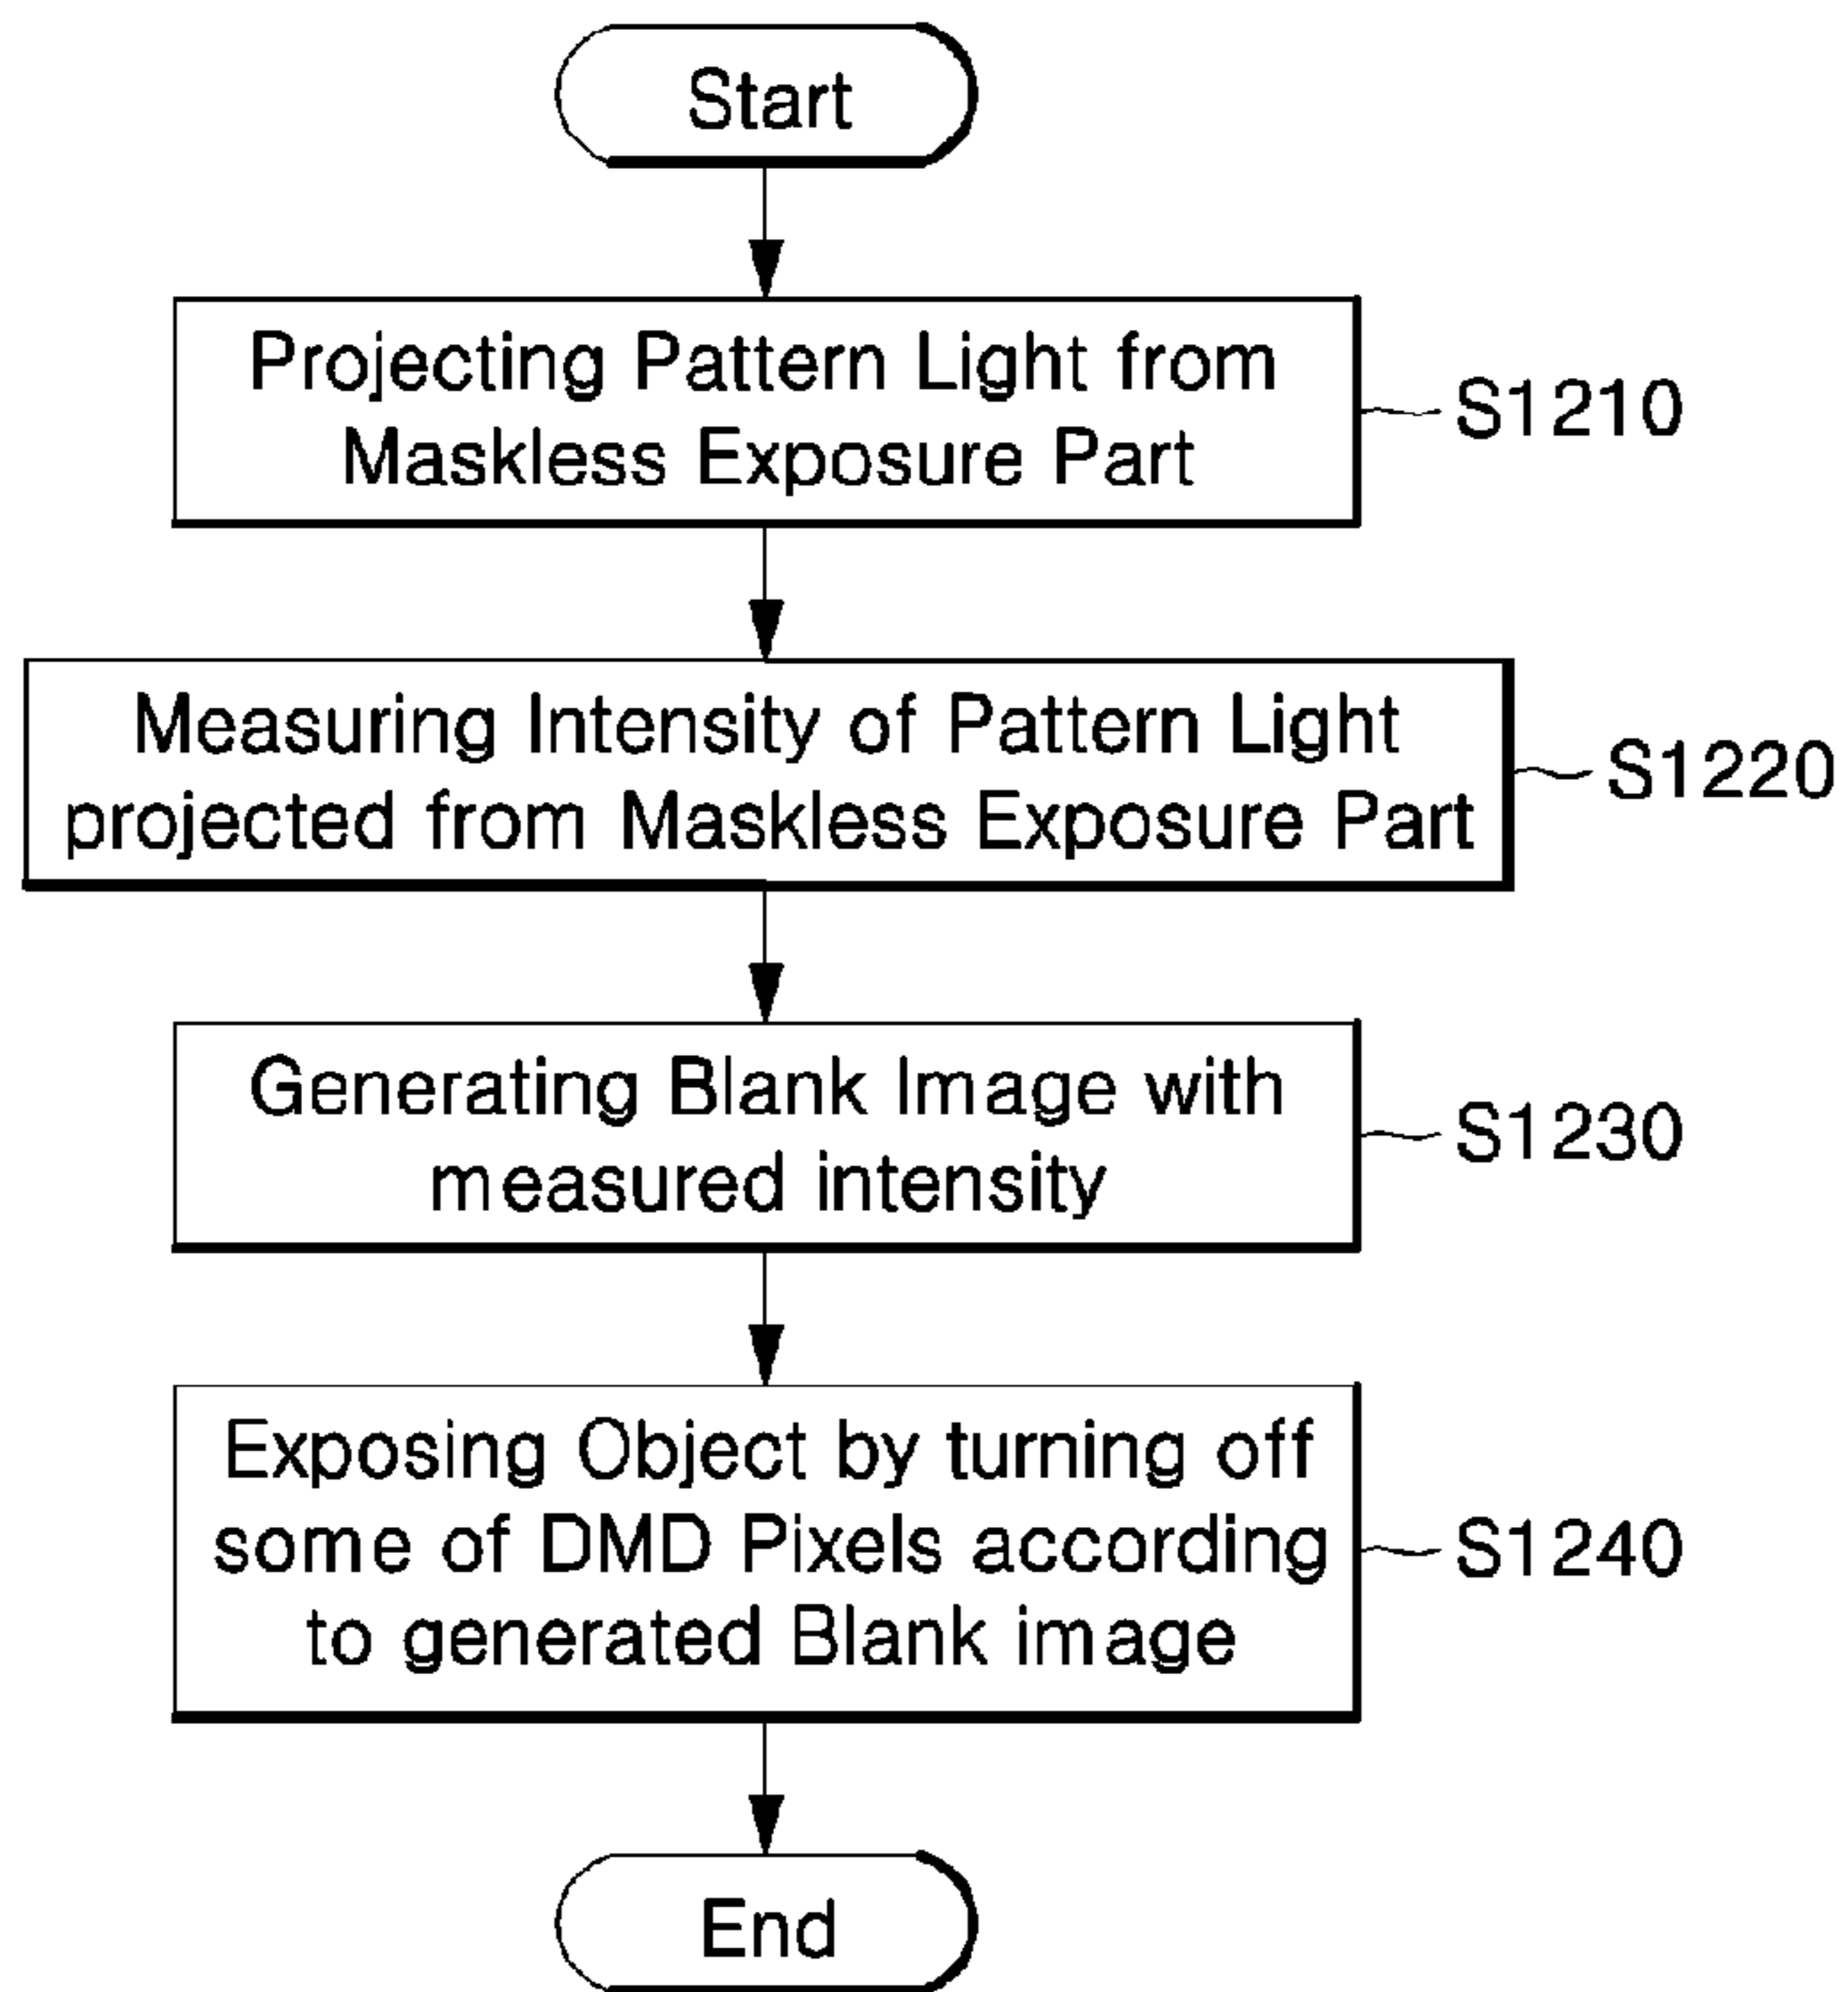 Start
Projecting Pattern Light from
Maskless Exposure Part
S1210
Measuring Intensity of Pattern Light
projected from Maskless Exposure Part
S1220
Generating Blank Image with
measured intensity
S1230
Exposing Object by turning off
some of DMD Pixels according
to generated Blank image
S1240
End